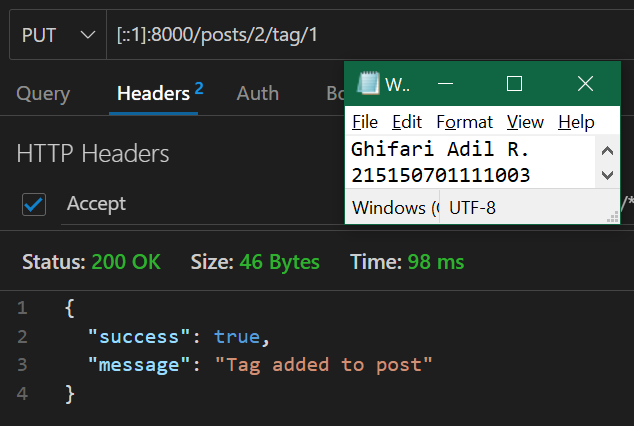 PUT [::1]:8000/posts/2/tag/1
Query Headers 2 Auth
HTTP Headers
Accept
W..
File Edit Format View Help
Ghifari Adil R.
215150701111003
Windows ( UTF-8
Status: 200 OK Size: 46 Bytes Time: 98 ms
1 {
2 "success": true,
3 "message": "Tag added to post"
4 }